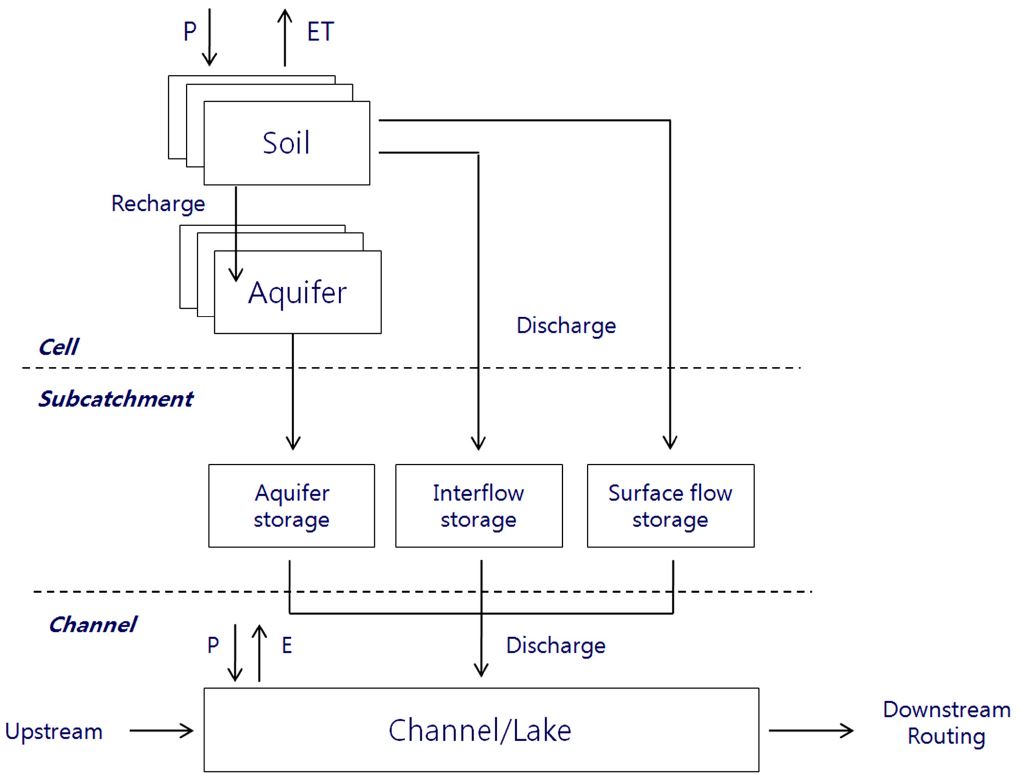 P
ET
Soil
Recharge
Aquifer
Discharge
Cell
Subcatchment
Aquifer
storage
Interflow
storage
Surface flow
storage
Channel
P
E
Discharge
Upstream
Channel/Lake
Downstream
Routing